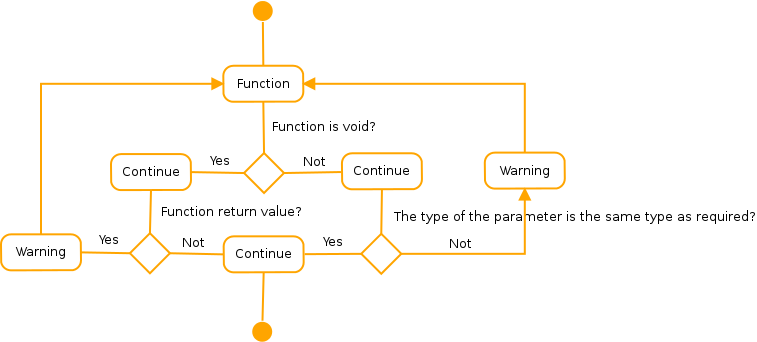 Function
Function is void?
Yes
Not
Continue
Continue
Warning
Function return value?
The type of the parameter is the same type as required?
Yes
Not
Yes
Not
Warning
Continue